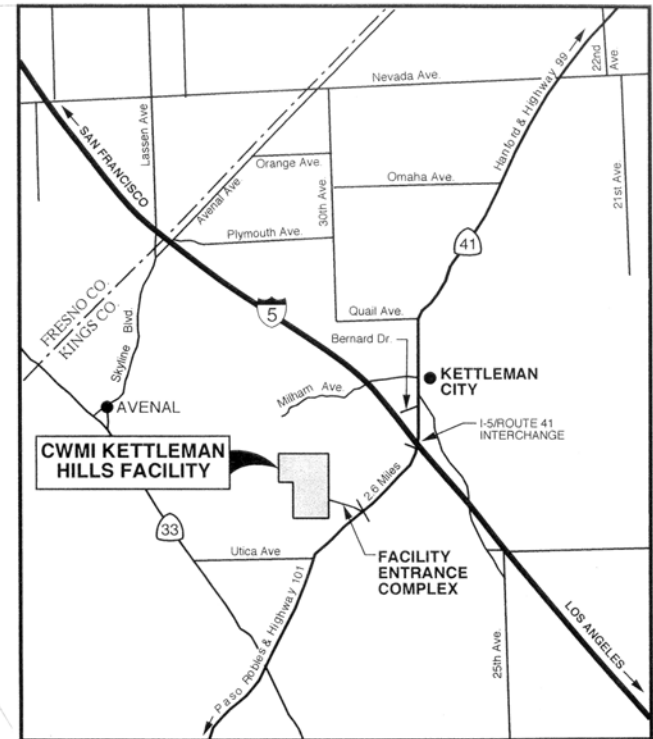 22nd
Ave.
Nevada Ave.
Hanford & Highway 99
SAN FRANCISCO
Lassen Ave
Orange Ave.
Avenal Ave
30th Ave.
Omaha Ave.
21st Ave.
Plymouth Ave.
41
FRESNO CO.
KINGS CO.
5
Quail Ave.
Bernard Dr.
Skyline Blvd.
KETTLEMAN
CITY
Milham Ave.
AVENAL
I-5/ROUTE 41
INTERCHANGE
CWMI KETTLEMAN
HILLS FACILITY
2.6 Miles
33
Utica Ave
FACILITY
ENTRANCE
COMPLEX
Paso Robles & Highway 101
25th Ave.
LOS ANGELES